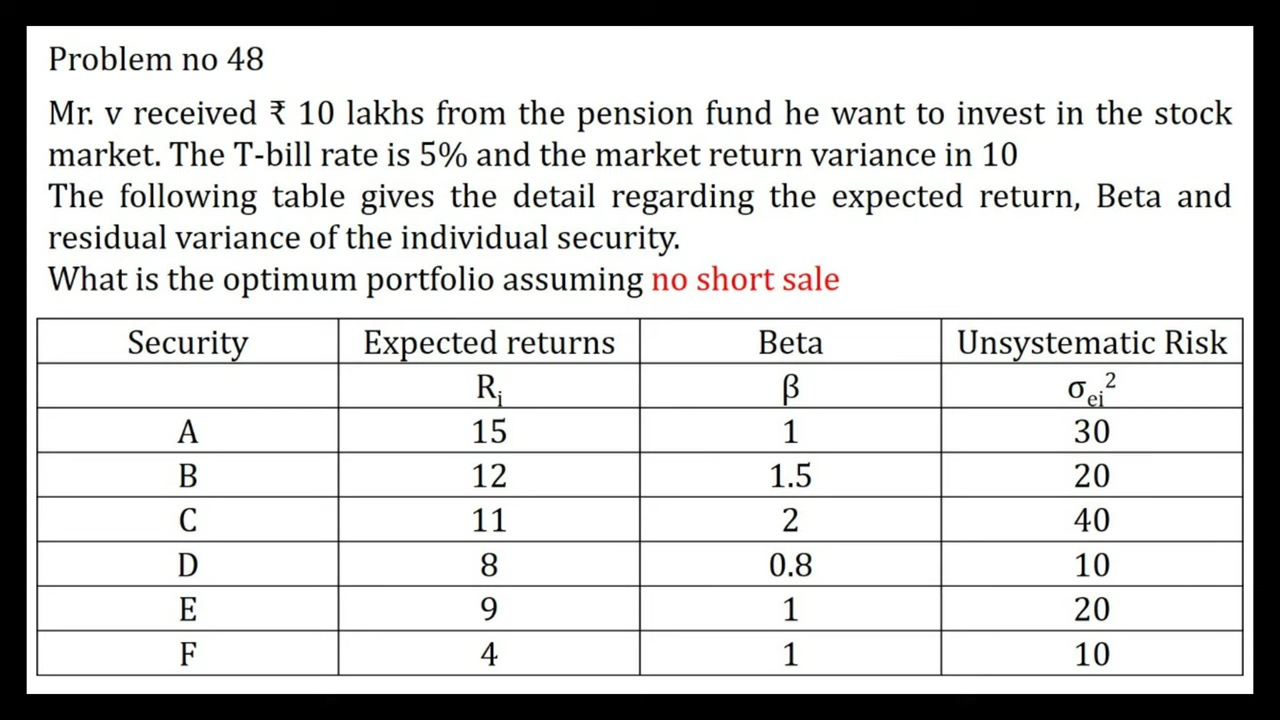 Problem no 48
Mr. v received ₹ 10 lakhs from the pension fund he want to invest in the stock
market. The T-bill rate is 5% and the market return variance in 10
The following table gives the detail regarding the expected return, Beta and
residual variance of the individual security.
What is the optimum portfolio assuming no short sale
Security Expected returns Beta Unsystematic Risk
Rᵢ β σₑᵢ²
A 15 1 30
B 12 1.5 20
C 11 2 40
D 8 0.8 10
E 9 1 20
F 4 1 10